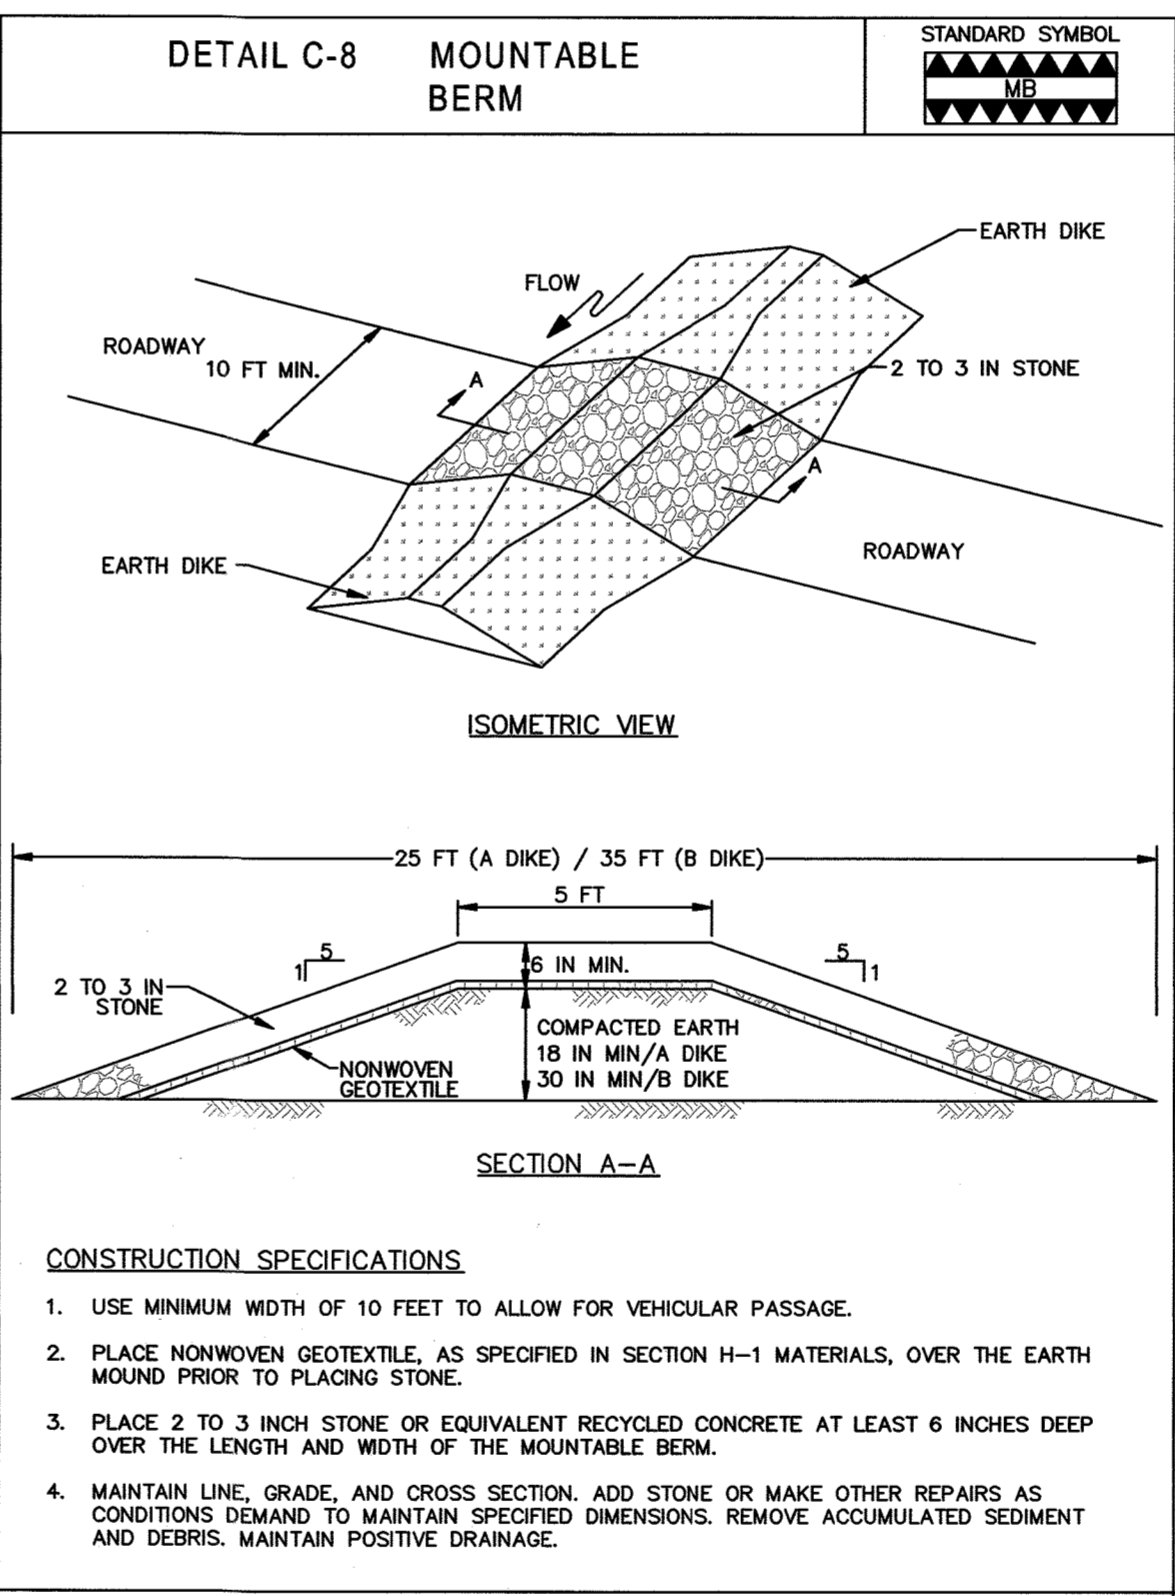 DETAIL C-8 MOUNTABLE
BERM
STANDARD SYMBOL
MB
EARTH DIKE
FLOW
ROADWAY
10 FT MIN.
A
2 TO 3 IN STONE
A
ROADWAY
EARTH DIKE
ISOMETRIC VIEW
25 FT (A DIKE) / 35 FT (B DIKE)
5 FT
5
1
6 IN MIN.
5
1
2 TO 3 IN
STONE
COMPACTED EARTH
18 IN MIN/A DIKE
30 IN MIN/B DIKE
NONWOVEN
GEOTEXTILE
SECTION A-A
CONSTRUCTION SPECIFICATIONS
1. USE MINIMUM WIDTH OF 10 FEET TO ALLOW FOR VEHICULAR PASSAGE.
2. PLACE NONWOVEN GEOTEXTILE, AS SPECIFIED IN SECTION H-1 MATERIALS, OVER THE EARTH
MOUND PRIOR TO PLACING STONE.
3. PLACE 2 TO 3 INCH STONE OR EQUIVALENT RECYCLED CONCRETE AT LEAST 6 INCHES DEEP
OVER THE LENGTH AND WIDTH OF THE MOUNTABLE BERM.
4. MAINTAIN LINE, GRADE, AND CROSS SECTION. ADD STONE OR MAKE OTHER REPAIRS AS
CONDITIONS DEMAND TO MAINTAIN SPECIFIED DIMENSIONS. REMOVE ACCUMULATED SEDIMENT
AND DEBRIS. MAINTAIN POSITIVE DRAINAGE.